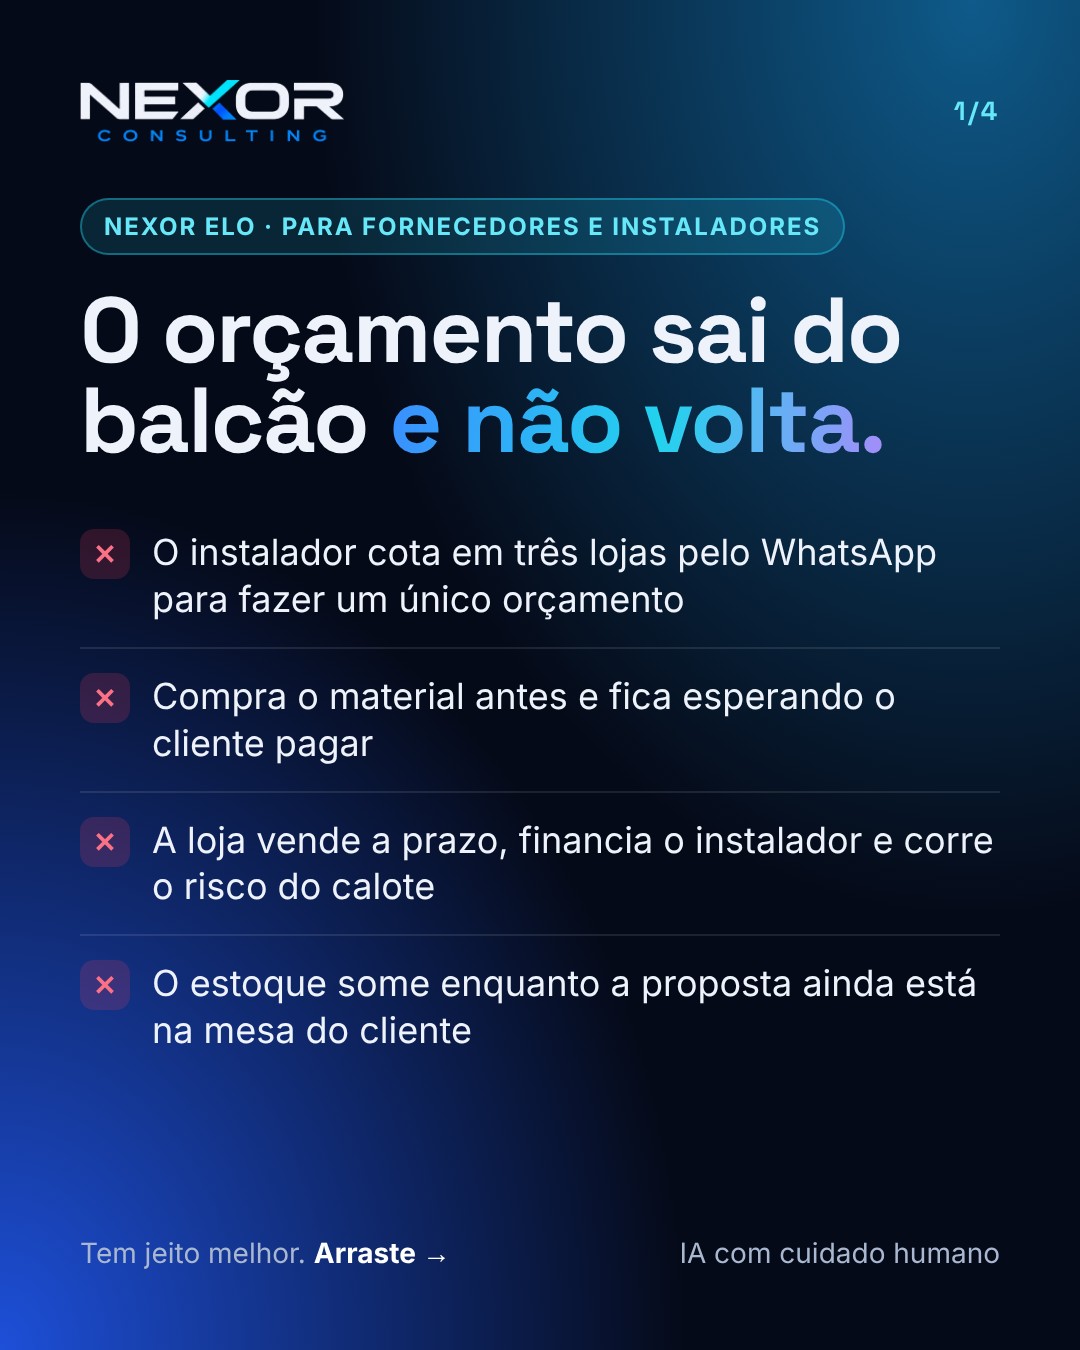 NEXOR
CONSULTING
1/4
NEXOR ELO · PARA FORNECEDORES E INSTALADORES
O orçamento sai do
balcão e não volta.
× O instalador cota em três lojas pelo WhatsApp
para fazer um único orçamento
× Compra o material antes e fica esperando o
cliente pagar
× A loja vende a prazo, financia o instalador e corre
o risco do calote
× O estoque some enquanto a proposta ainda está
na mesa do cliente
Tem jeito melhor. Arraste →
IA com cuidado humano